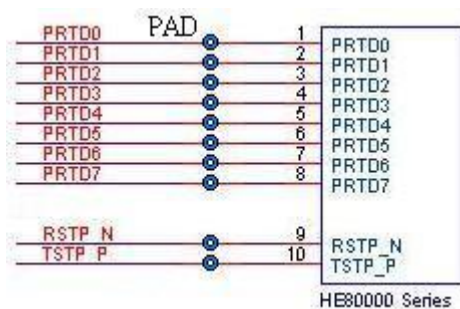 PAD
PRTD0 1 PRTD0
PRTD1 2 PRTD1
PRTD2 3 PRTD2
PRTD3 4 PRTD3
PRTD4 5 PRTD4
PRTD5 6 PRTD5
PRTD6 7 PRTD6
PRTD7 8 PRTD7
RSTP_N 9 RSTP_N
TSTP_P 10 TSTP_P
HE80000 Series